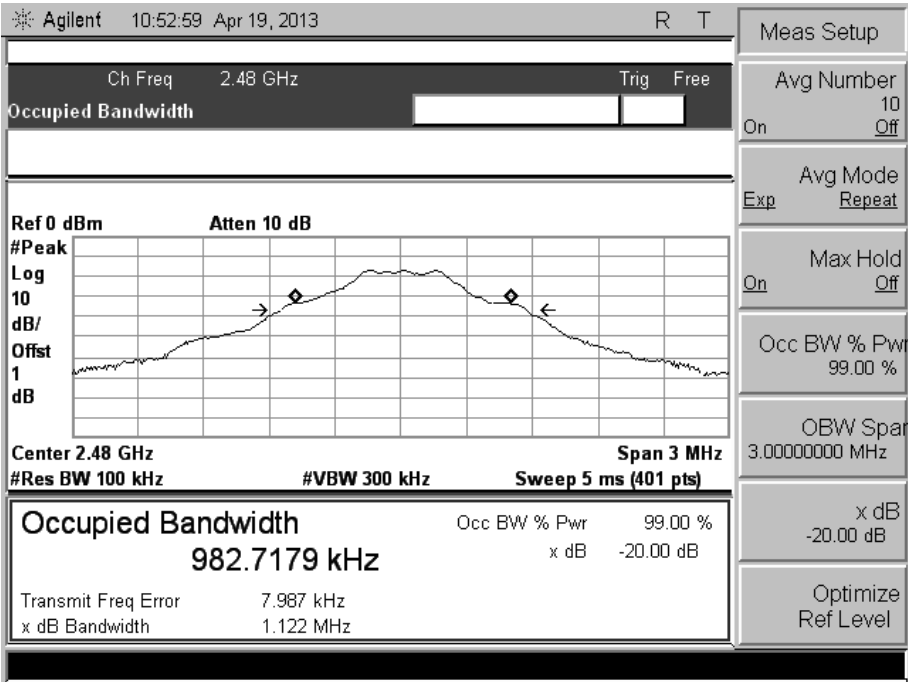 Agilent 10:52:59 Apr 19, 2013 R T
Ch Freq 2.48 GHz Trig Free
Occupied Bandwidth
Ref 0 dBm Atten 10 dB
#Peak
Log
10
dB/
Offst
1
dB
Center 2.48 GHz Span 3 MHz
#Res BW 100 kHz #VBW 300 kHz Sweep 5 ms (401 pts)
Occupied Bandwidth
982.7179 kHz
Occ BW % Pwr 99.00 %
x dB -20.00 dB
Transmit Freq Error 7.987 kHz
x dB Bandwidth 1.122 MHz
Meas Setup
Avg Number
10
On Off
Avg Mode
Exp Repeat
Max Hold
On Off
Occ BW % Pwr
99.00 %
OBW Span
3.00000000 MHz
x dB
-20.00 dB
Optimize
Ref Level